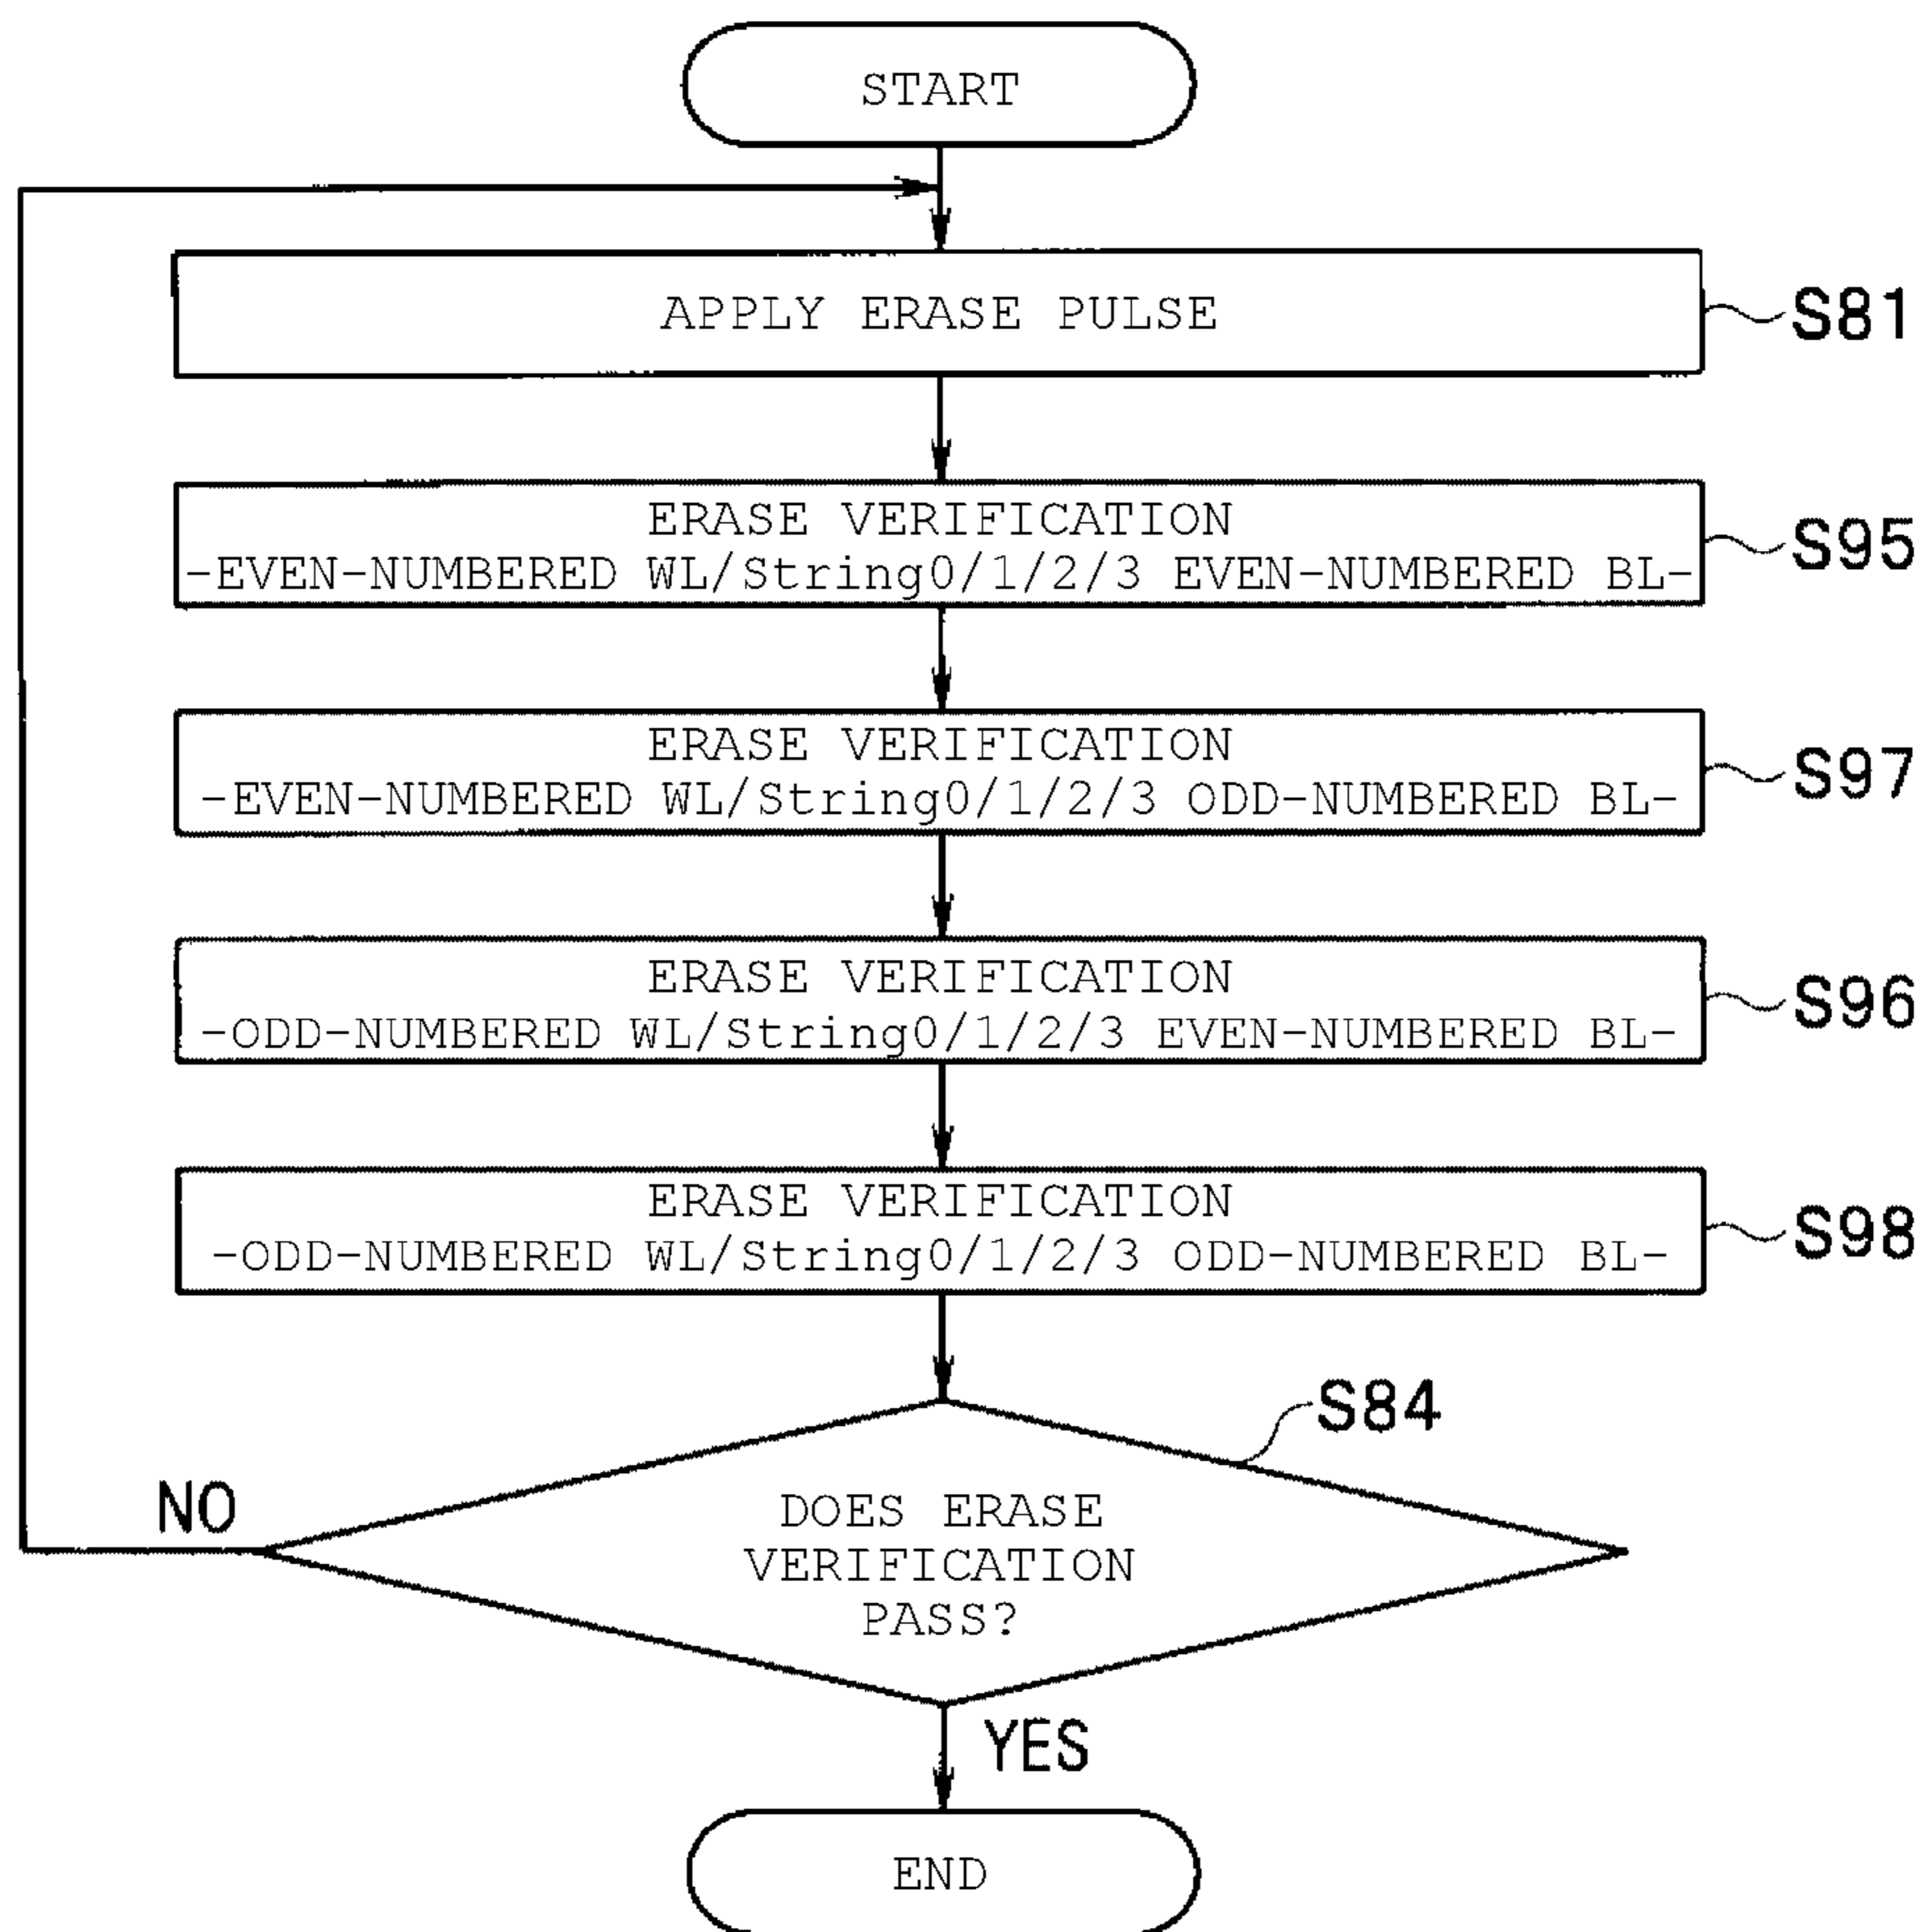 START
APPLY ERASE PULSE
S81
ERASE VERIFICATION
-EVEN-NUMBERED WL/String0/1/2/3 EVEN-NUMBERED BL-
S95
ERASE VERIFICATION
-EVEN-NUMBERED WL/String0/1/2/3 ODD-NUMBERED BL-
S97
ERASE VERIFICATION
-ODD-NUMBERED WL/String0/1/2/3 EVEN-NUMBERED BL-
S96
ERASE VERIFICATION
-ODD-NUMBERED WL/String0/1/2/3 ODD-NUMBERED BL-
S98
S84
NO
DOES ERASE
VERIFICATION
PASS?
YES
END